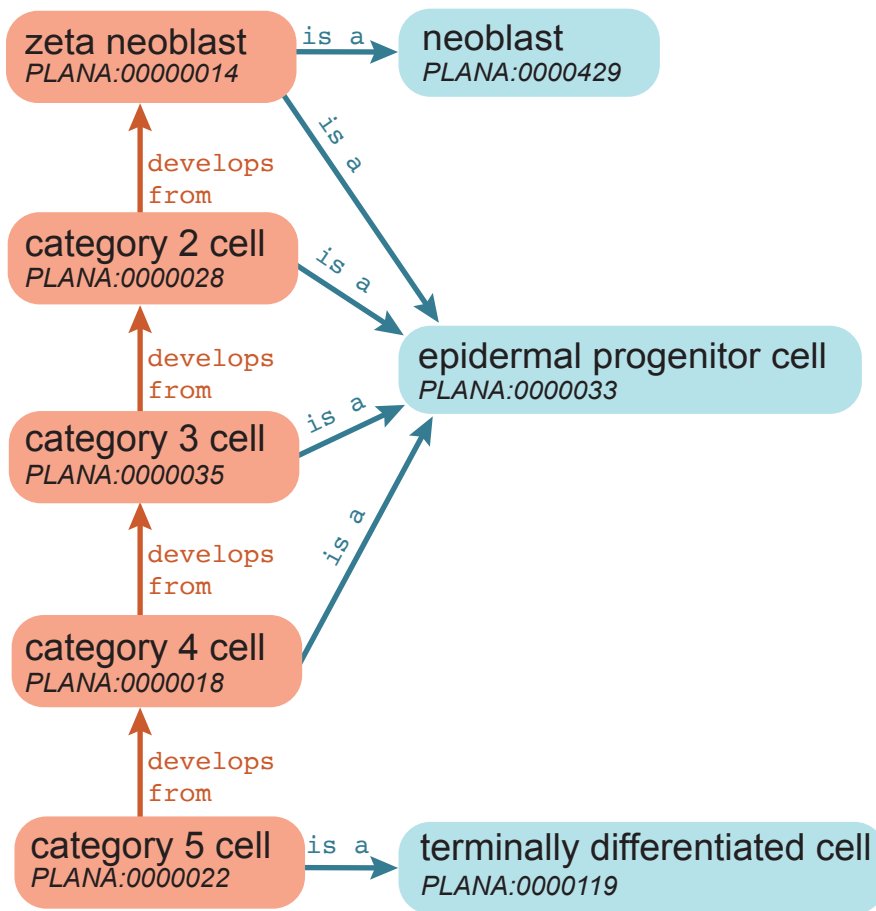 zeta neoblast
PLANA:00000014
is a
neoblast
PLANA:0000429
is a
develops
from
category 2 cell
PLANA:0000028
is a
develops
from
epidermal progenitor cell
PLANA:0000033
category 3 cell
PLANA:0000035
is a
develops
from
is a
category 4 cell
PLANA:0000018
develops
from
category 5 cell
PLANA:0000022
is a
terminally differentiated cell
PLANA:0000119